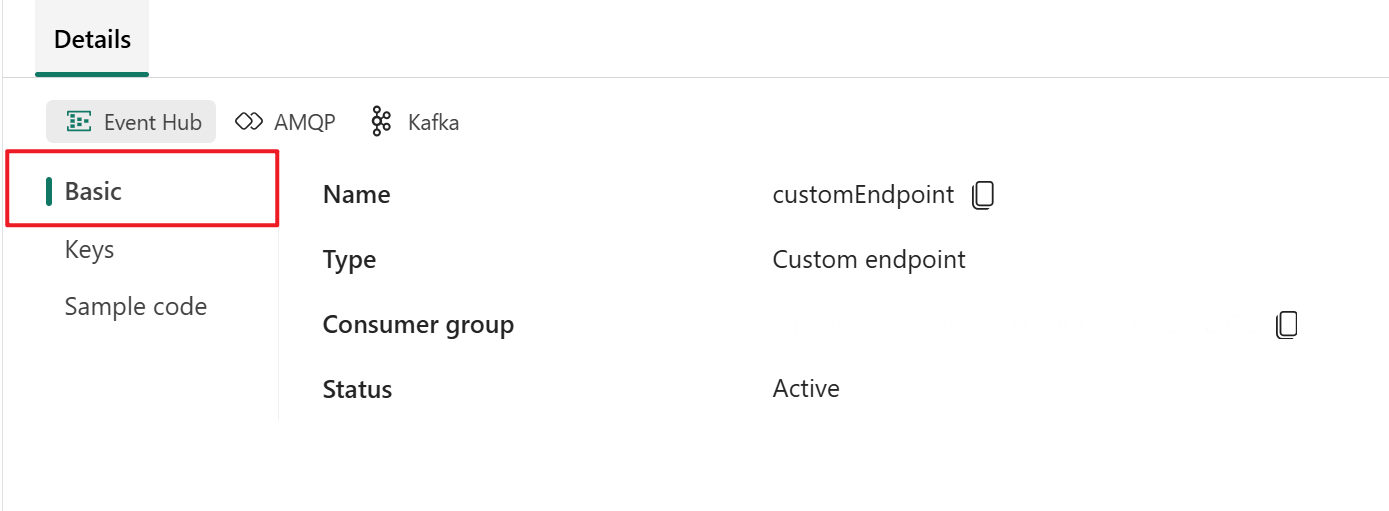 Details
Event Hub AMQP Kafka
Basic
Keys
Sample code
Name customEndpoint
Type Custom endpoint
Consumer group
Status Active